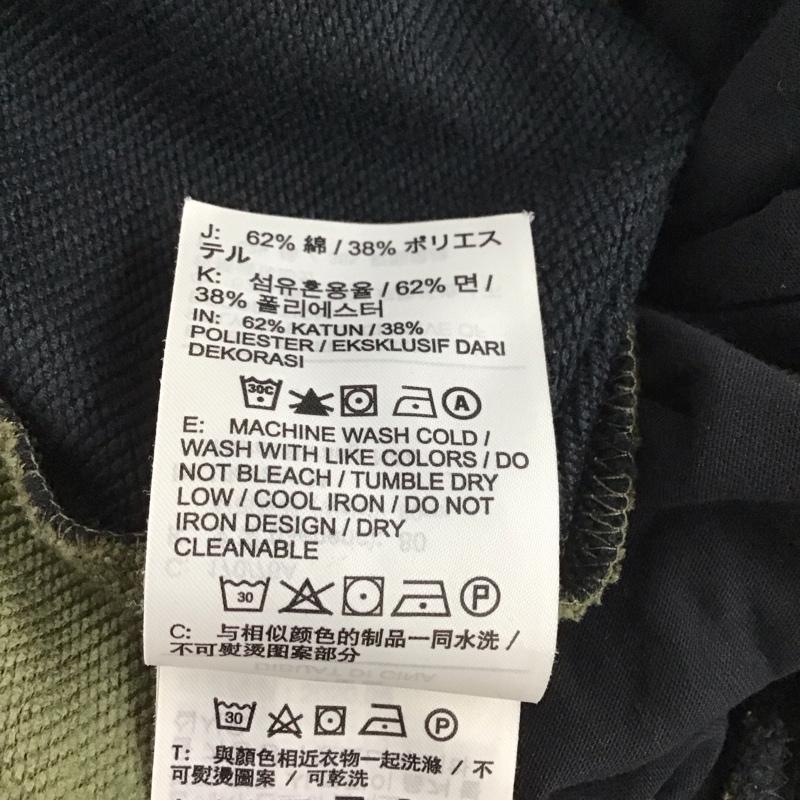 J: 62% 綿 / 38% ポリエス
テル
K: 섬유혼용율 / 62% 면 /
38% 폴리에스터
IN: 62% KATUN / 38%
POLIESTER / EKSKLUSIF DARI
DEKORASI
30C A
E: MACHINE WASH COLD /
WASH WITH LIKE COLORS / DO
NOT BLEACH / TUMBLE DRY
LOW / COOL IRON / DO NOT
IRON DESIGN / DRY
CLEANABLE
30 P
C: 与相似颜色的制品一同水洗 /
不可熨烫图案部分
30 P
T: 與顏色相近衣物一起洗滌 / 不
可熨燙圖案 / 可乾洗